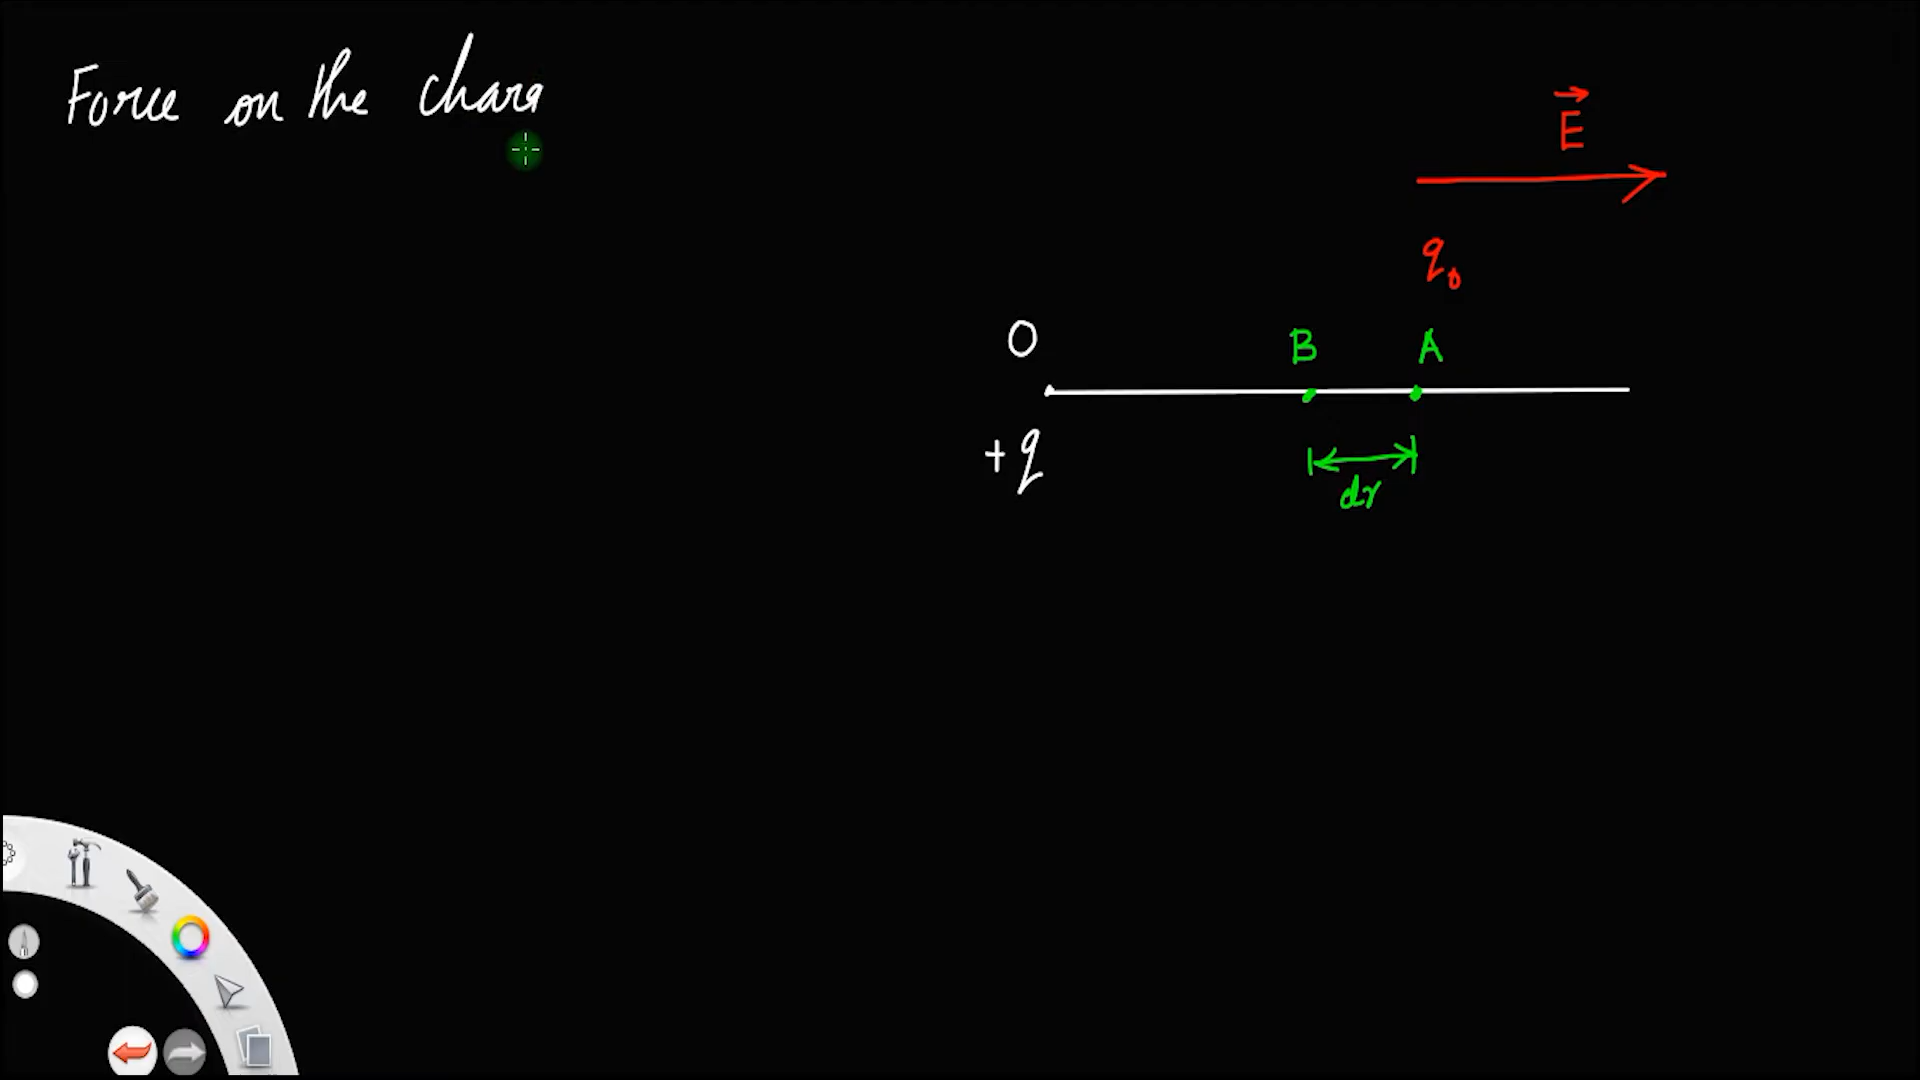 Force on the charg
E
q₀
O
B A
+q
dr